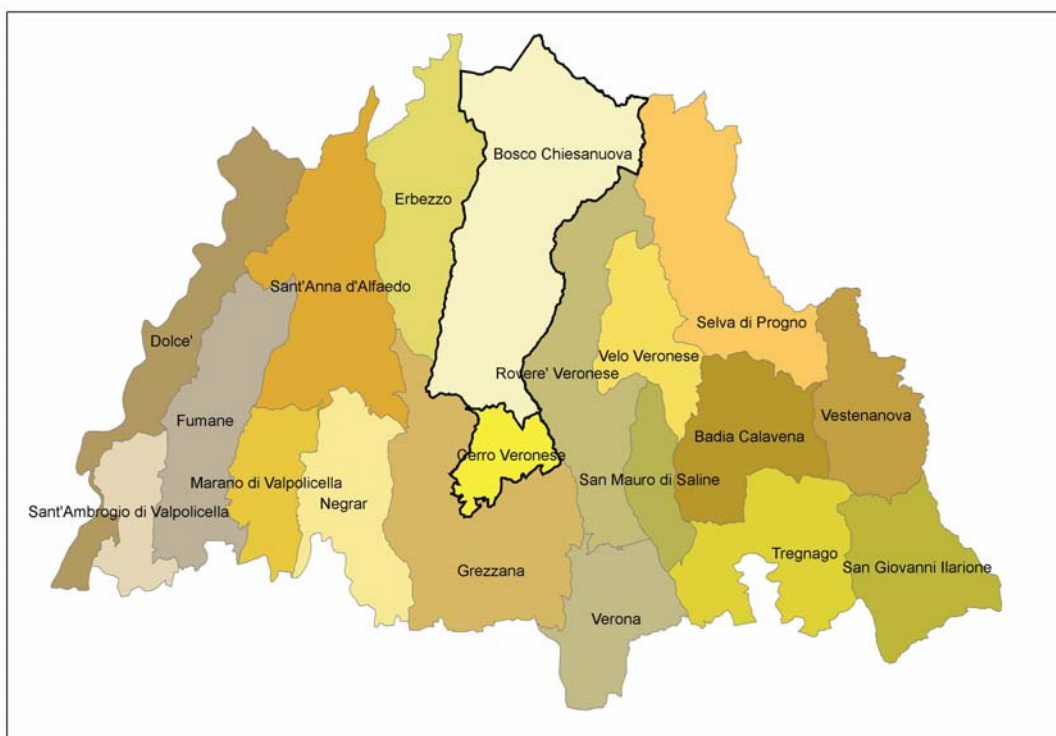 Bosco Chiesanuova
Erbezzo
Sant'Anna d'Alfaedo
Selva di Progno
Dolce'
Velo Veronese
Rovere' Veronese
Fumane
Vestenanova
Badia Calavena
Cerro Veronese
San Mauro di Saline
Marano di Valpolicella
Negrar
Sant'Ambrogio di Valpolicella
Tregnago
San Giovanni Ilarione
Grezzana
Verona